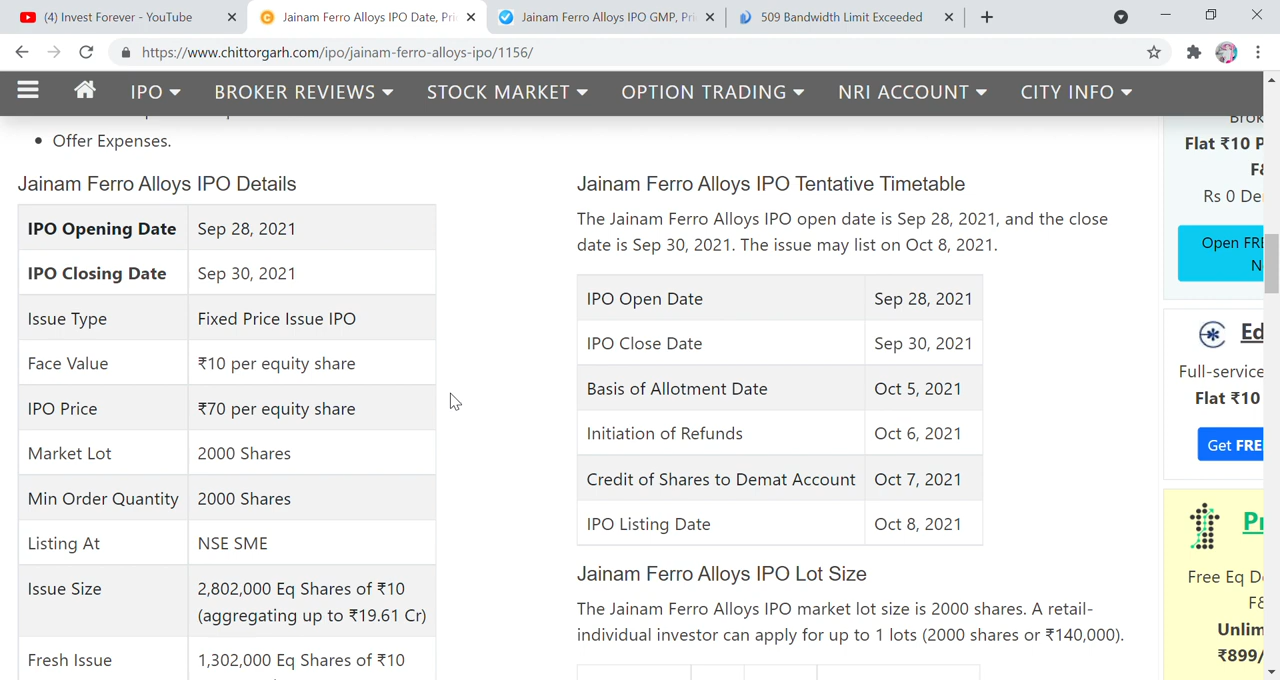 (4) Invest Forever - YouTube
Jainam Ferro Alloys IPO Date, Pri
Jainam Ferro Alloys IPO GMP, Pri
509 Bandwidth Limit Exceeded
https://www.chittorgarh.com/ipo/jainam-ferro-alloys-ipo/1156/
IPO BROKER REVIEWS STOCK MARKET OPTION TRADING NRI ACCOUNT CITY INFO
• Offer Expenses.
Jainam Ferro Alloys IPO Details
IPO Opening Date Sep 28, 2021
IPO Closing Date Sep 30, 2021
Issue Type Fixed Price Issue IPO
Face Value ₹10 per equity share
IPO Price ₹70 per equity share
Market Lot 2000 Shares
Min Order Quantity 2000 Shares
Listing At NSE SME
Issue Size 2,802,000 Eq Shares of ₹10
(aggregating up to ₹19.61 Cr)
Fresh Issue 1,302,000 Eq Shares of ₹10
Jainam Ferro Alloys IPO Tentative Timetable
The Jainam Ferro Alloys IPO open date is Sep 28, 2021, and the close
date is Sep 30, 2021. The issue may list on Oct 8, 2021.
IPO Open Date Sep 28, 2021
IPO Close Date Sep 30, 2021
Basis of Allotment Date Oct 5, 2021
Initiation of Refunds Oct 6, 2021
Credit of Shares to Demat Account Oct 7, 2021
IPO Listing Date Oct 8, 2021
Jainam Ferro Alloys IPO Lot Size
The Jainam Ferro Alloys IPO market lot size is 2000 shares. A retail-
individual investor can apply for up to 1 lots (2000 shares or ₹140,000).
Brok
Flat ₹10 P
F&
Rs 0 De
Open FRE
N
Ed
Full-service
Flat ₹10
Get FRE
Pr
Free Eq De
F&
Unlim
₹899/